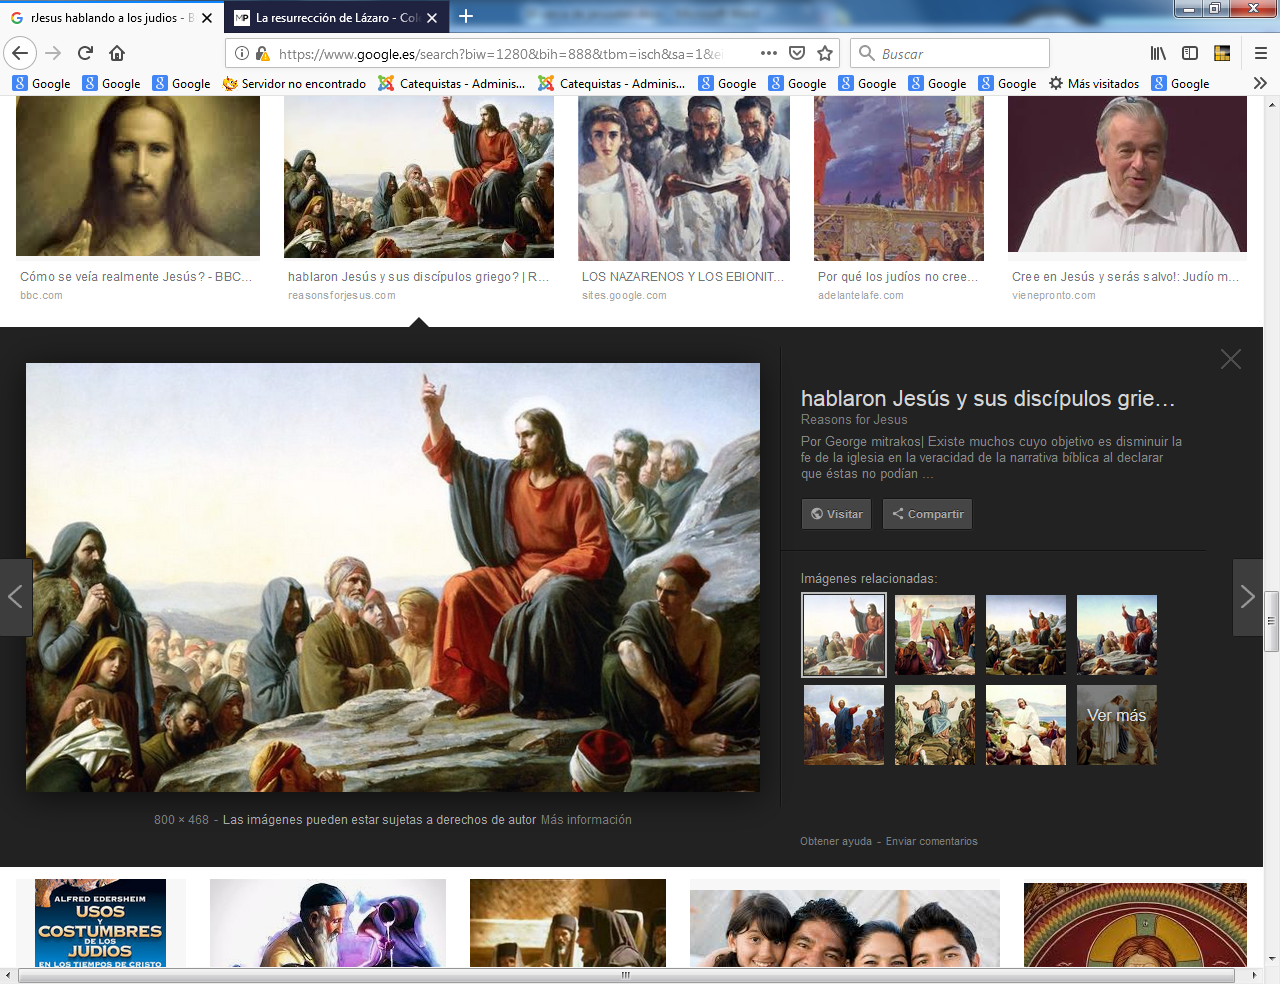 rJesus hablando a los judios - B
La resurrección de Lázaro - Col
https://www.google.es/search?biw=1280&bih=888&tbm=isch&sa=1&e
Buscar
Google
Google
Google
Servidor no encontrado
Catequistas - Adminis...
Catequistas - Adminis...
Google
Google
Google
Google
Google
Más visitados
Google
Cómo se veía realmente Jesús? - BBC...
bbc.com
hablaron Jesús y sus discípulos griego? | R...
reasonsforjesus.com
LOS NAZARENOS Y LOS EBIONIT...
sites.google.com
Por qué los judíos no cree...
adelantelafe.com
Cree en Jesús y serás salvo!: Judío m...
vienepronto.com
hablaron Jesús y sus discípulos grie...
Reasons for Jesus
Por George mitrakos| Existe muchos cuyo objetivo es disminuir la
fe de la iglesia en la veracidad de la narrativa bíblica al declarar
que éstas no podían ...
Visitar
Compartir
Imágenes relacionadas:
Ver más
800 × 468 - Las imágenes pueden estar sujetas a derechos de autor Más información
Obtener ayuda - Enviar comentarios
ALFRED EDERSHEIM
USOS
Y
COSTUMBRES
DE LOS
JUDIOS
EN LOS TIEMPOS DE CRISTO